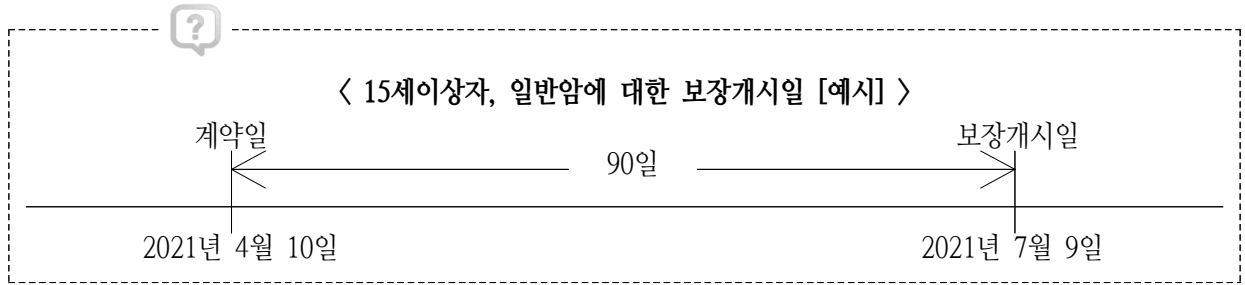 ?
〈 15세이상자, 일반암에 대한 보장개시일 [예시] 〉
계약일 보장개시일
90일
2021년 4월 10일 2021년 7월 9일